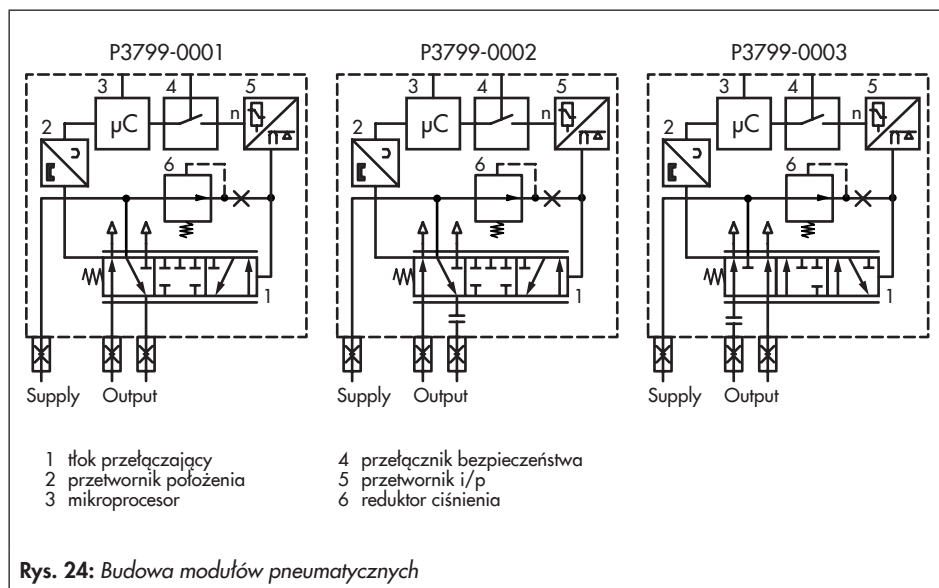 P3799-0001 P3799-0002 P3799-0003
3 4 5 3 4 5 3 4 5
2 µC n 2 µC n 2 µC n
6 6 6
1 1 1
Supply Output Supply Output Supply Output
1 tłok przełączający 4 przełącznik bezpieczeństwa
2 przetwornik położenia 5 przetwornik i/p
3 mikroprocesor 6 reduktor ciśnienia
Rys. 24: Budowa modułów pneumatycznych